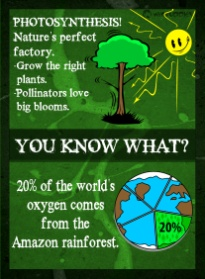 PHOTOSYNTHESIS!
Nature's perfect
factory.
-Grow the right
plants.
-Pollinators love
big blooms.
YOU KNOW WHAT?
20% of the world's
oxygen comes
from the
Amazon rainforest.
20%